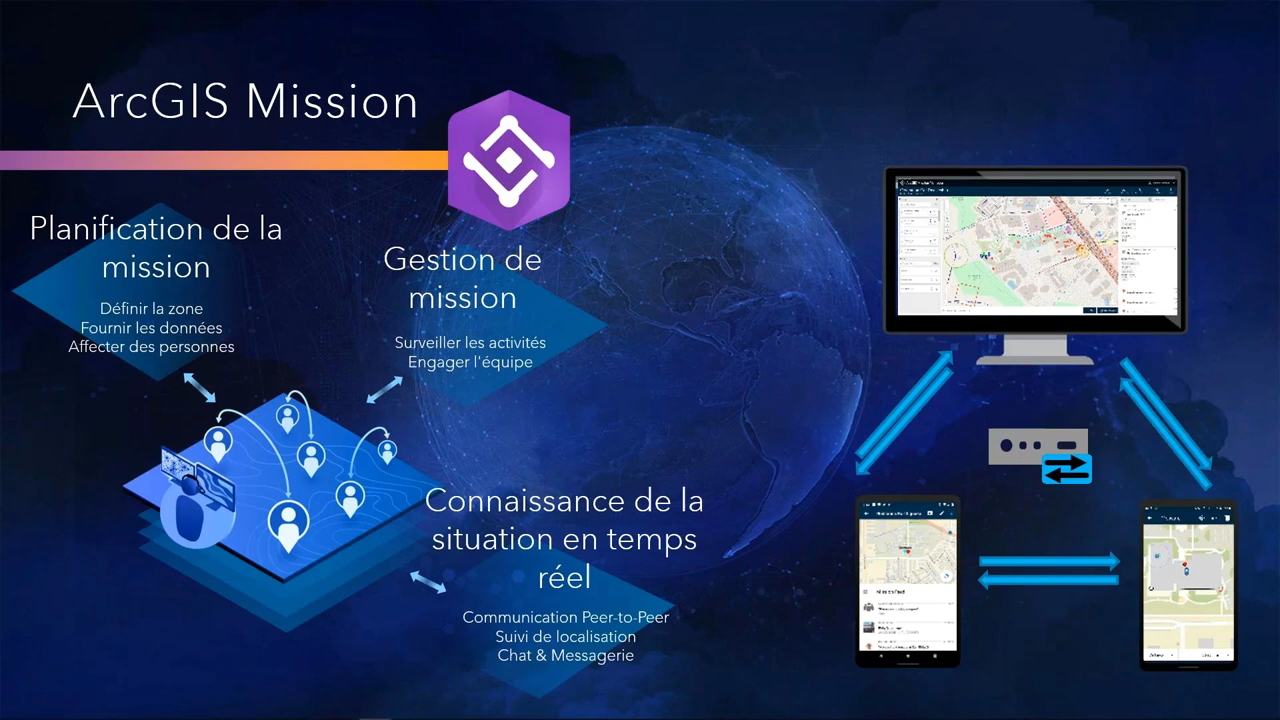 ArcGIS Mission
Planification de la
mission
Définir la zone
Fournir les données
Affecter des personnes
Gestion de
mission
Surveiller les activités
Engager l'équipe
Connaissance de la
situation en temps
réel
Communication Peer-to-Peer
Suivi de localisation
Chat & Messagerie